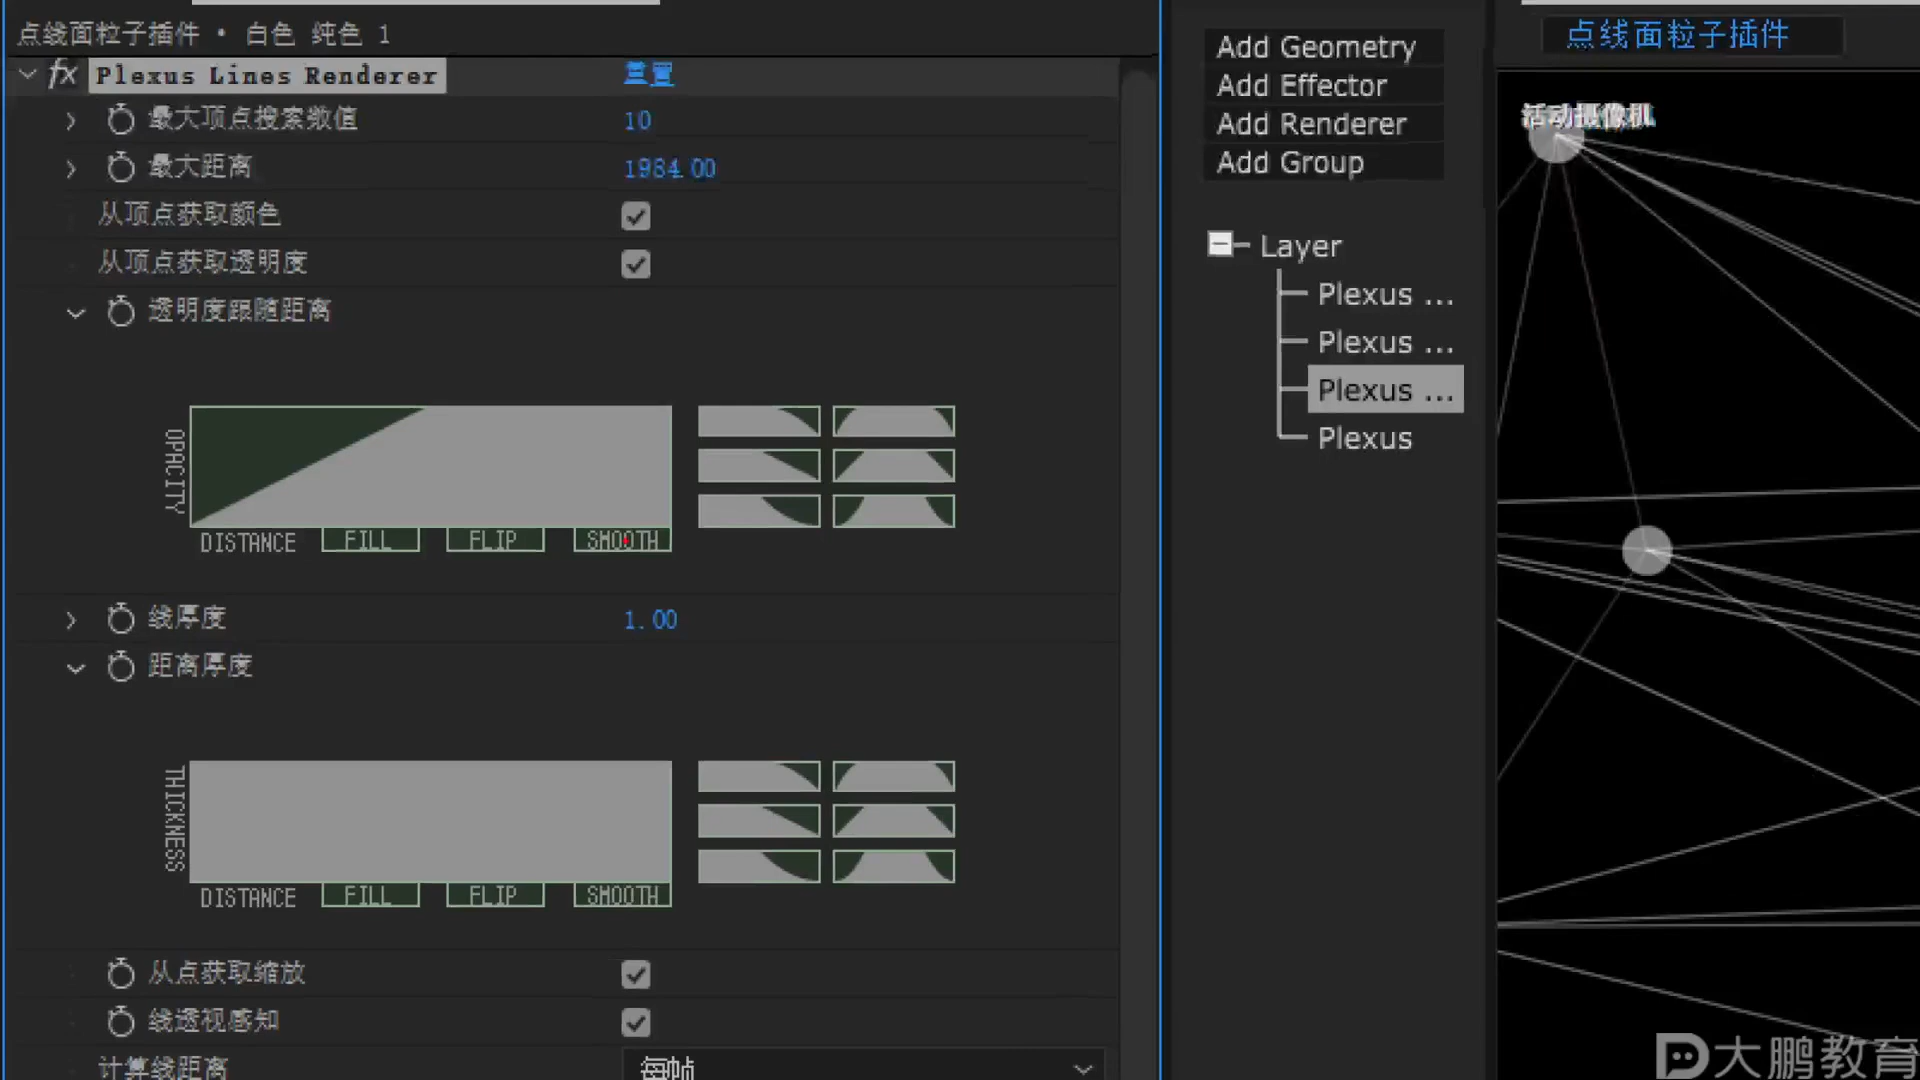 点线面粒子插件 • 白色 纯色 1
fx Plexus Lines Renderer 重置
最大顶点搜索数值 10
最大距离 1984.00
从顶点获取颜色
从顶点获取透明度
透明度跟随距离
OPACITY
DISTANCE FILL FLIP SMOOTH
线厚度 1.00
距离厚度
THICKNESS
DISTANCE FILL FLIP SMOOTH
从点获取缩放
线透视感知
计算线距离 每帧
Add Geometry
Add Effector
Add Renderer
Add Group
Layer
Plexus ...
Plexus ...
Plexus ...
Plexus
点线面粒子插件
活动摄像机
大鹏教育